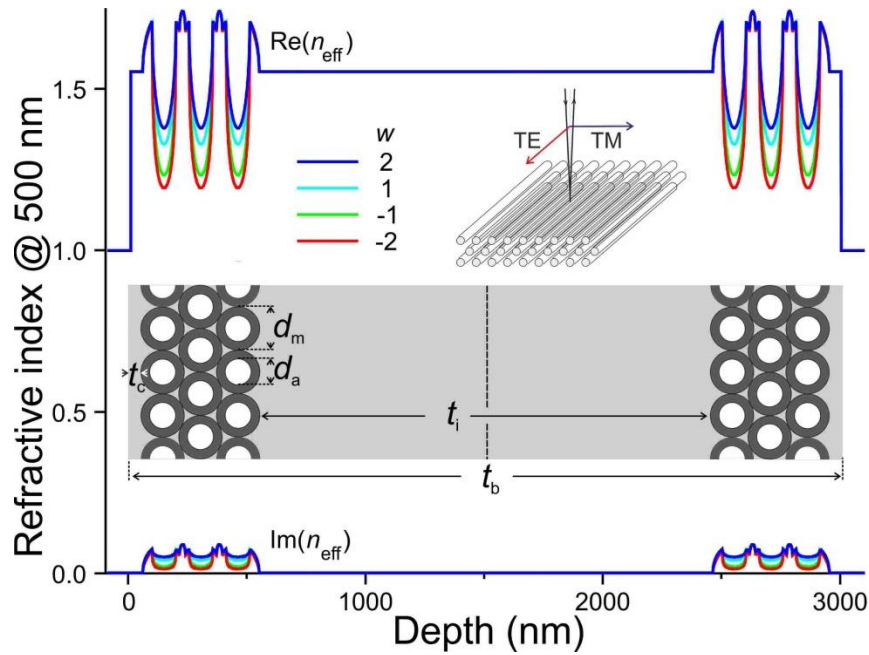 Refractive index @ 500 nm
1.5
1.0
0.5
0.0
Re(n_eff)
w
2
1
-1
-2
TE
TM
d_m
d_a
t_c
t_i
t_b
Im(n_eff)
0
1000
2000
3000
Depth (nm)